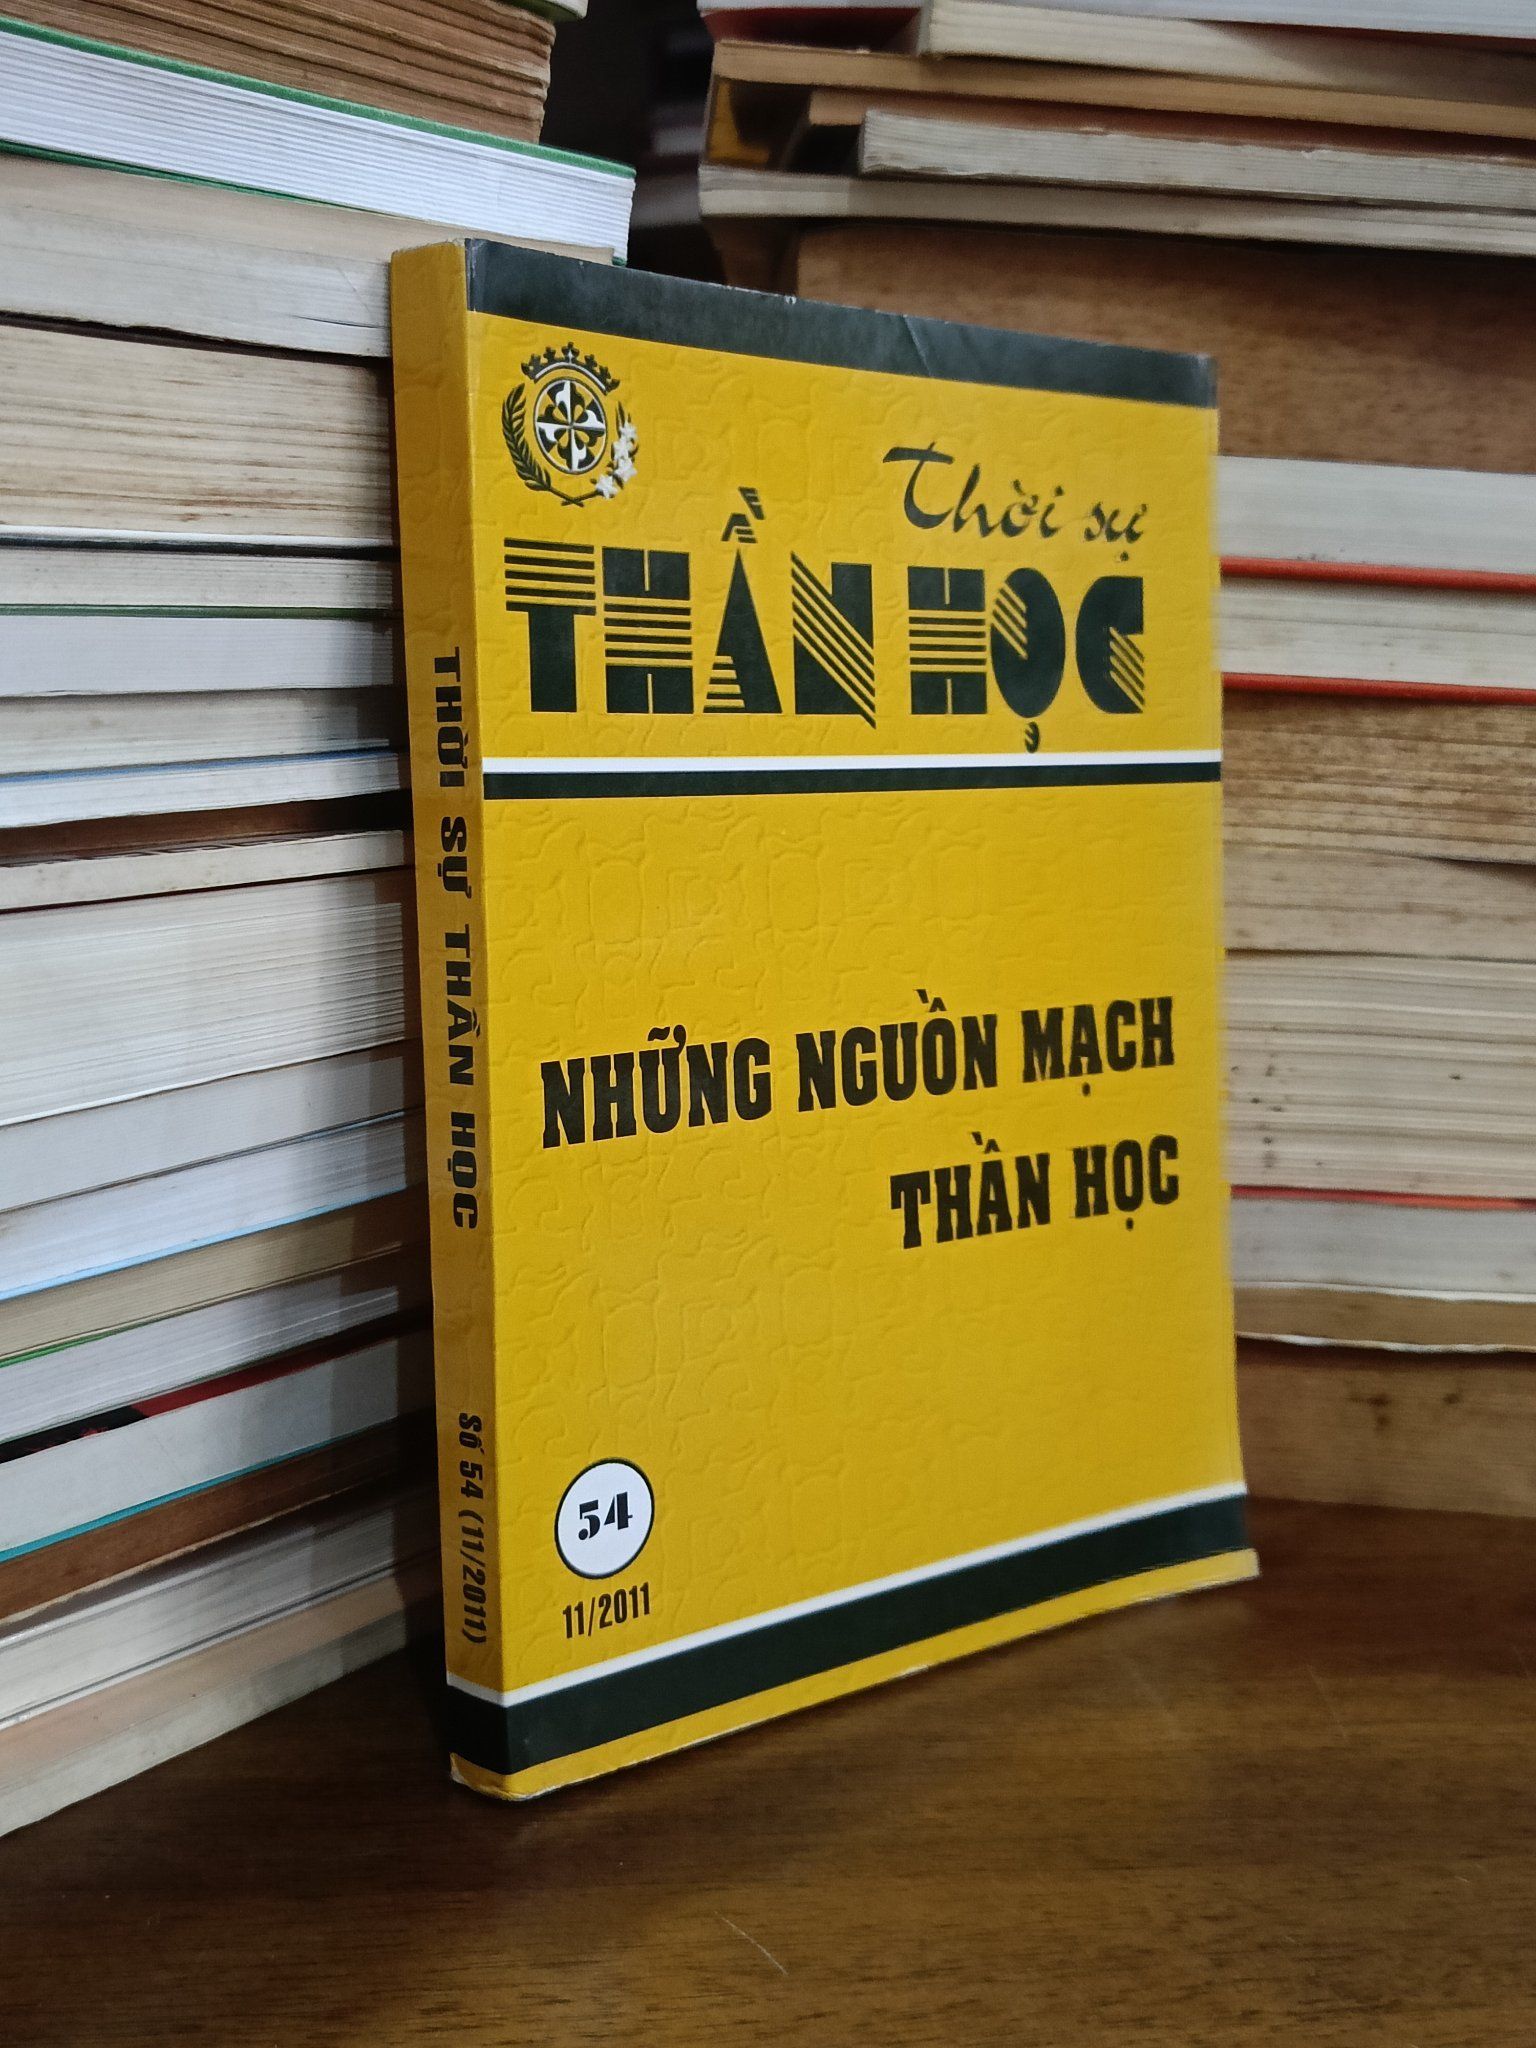 Thời sự
THẦN HỌC
NHỮNG NGUỒN MẠCH
THẦN HỌC
54
11/2011
THỜI SỰ THẦN HỌC
Số 54 (11/2011)